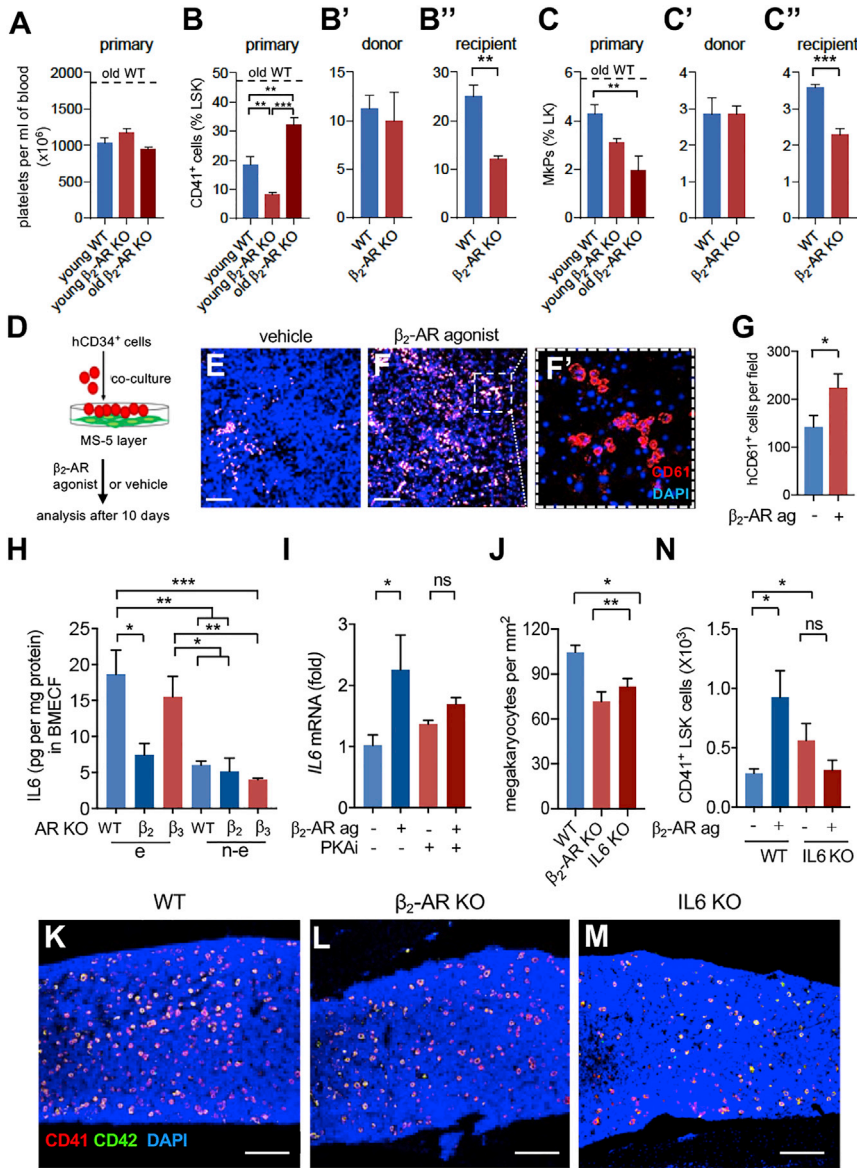 A
primary
old WT
platelets per ml of blood
(x10⁶)
2000
1500
1000
500
0
young WT
young β₂-AR KO
old β₂-AR KO
B
primary
old WT
CD41⁺ cells (% LSK)
50
40
30
20
10
0
**
** ***
young WT
young β₂-AR KO
old β₂-AR KO
B’
donor
15
10
5
0
WT
β₂-AR KO
B’’
recipient
**
30
20
10
0
WT
β₂-AR KO
C
primary
old WT
**
MkPs (% LK)
6
4
2
0
young WT
young β₂-AR KO
old β₂-AR KO
C’
donor
4
3
2
1
0
WT
β₂-AR KO
C’’
recipient
***
4
3
2
1
0
WT
β₂-AR KO
D
hCD34⁺ cells
co-culture
MS-5 layer
β₂-AR
agonist
or vehicle
analysis after 10 days
vehicle
E
β₂-AR agonist
F
F’
CD61
DAPI
G
*
hCD61⁺ cells per field
300
200
100
0
β₂-AR ag - +
H
***
**
* **
*
IL6 (pg per mg protein)
in BMECF
25
20
15
10
5
0
AR KO WT β₂ β₃ WT β₂ β₃
e n-e
I
* ns
IL6 mRNA (fold)
4
3
2
1
0
β₂-AR ag - + - +
PKAi - - + +
J
*
**
megakaryocytes per mm²
120
90
60
30
0
WT
β₂-AR KO
IL6 KO
N
*
* ns
CD41⁺ LSK cells (X10³)
1.5
1.0
0.5
0.0
β₂-AR ag - + - +
WT IL6 KO
WT
K
CD41 CD42 DAPI
β₂-AR KO
L
IL6 KO
M